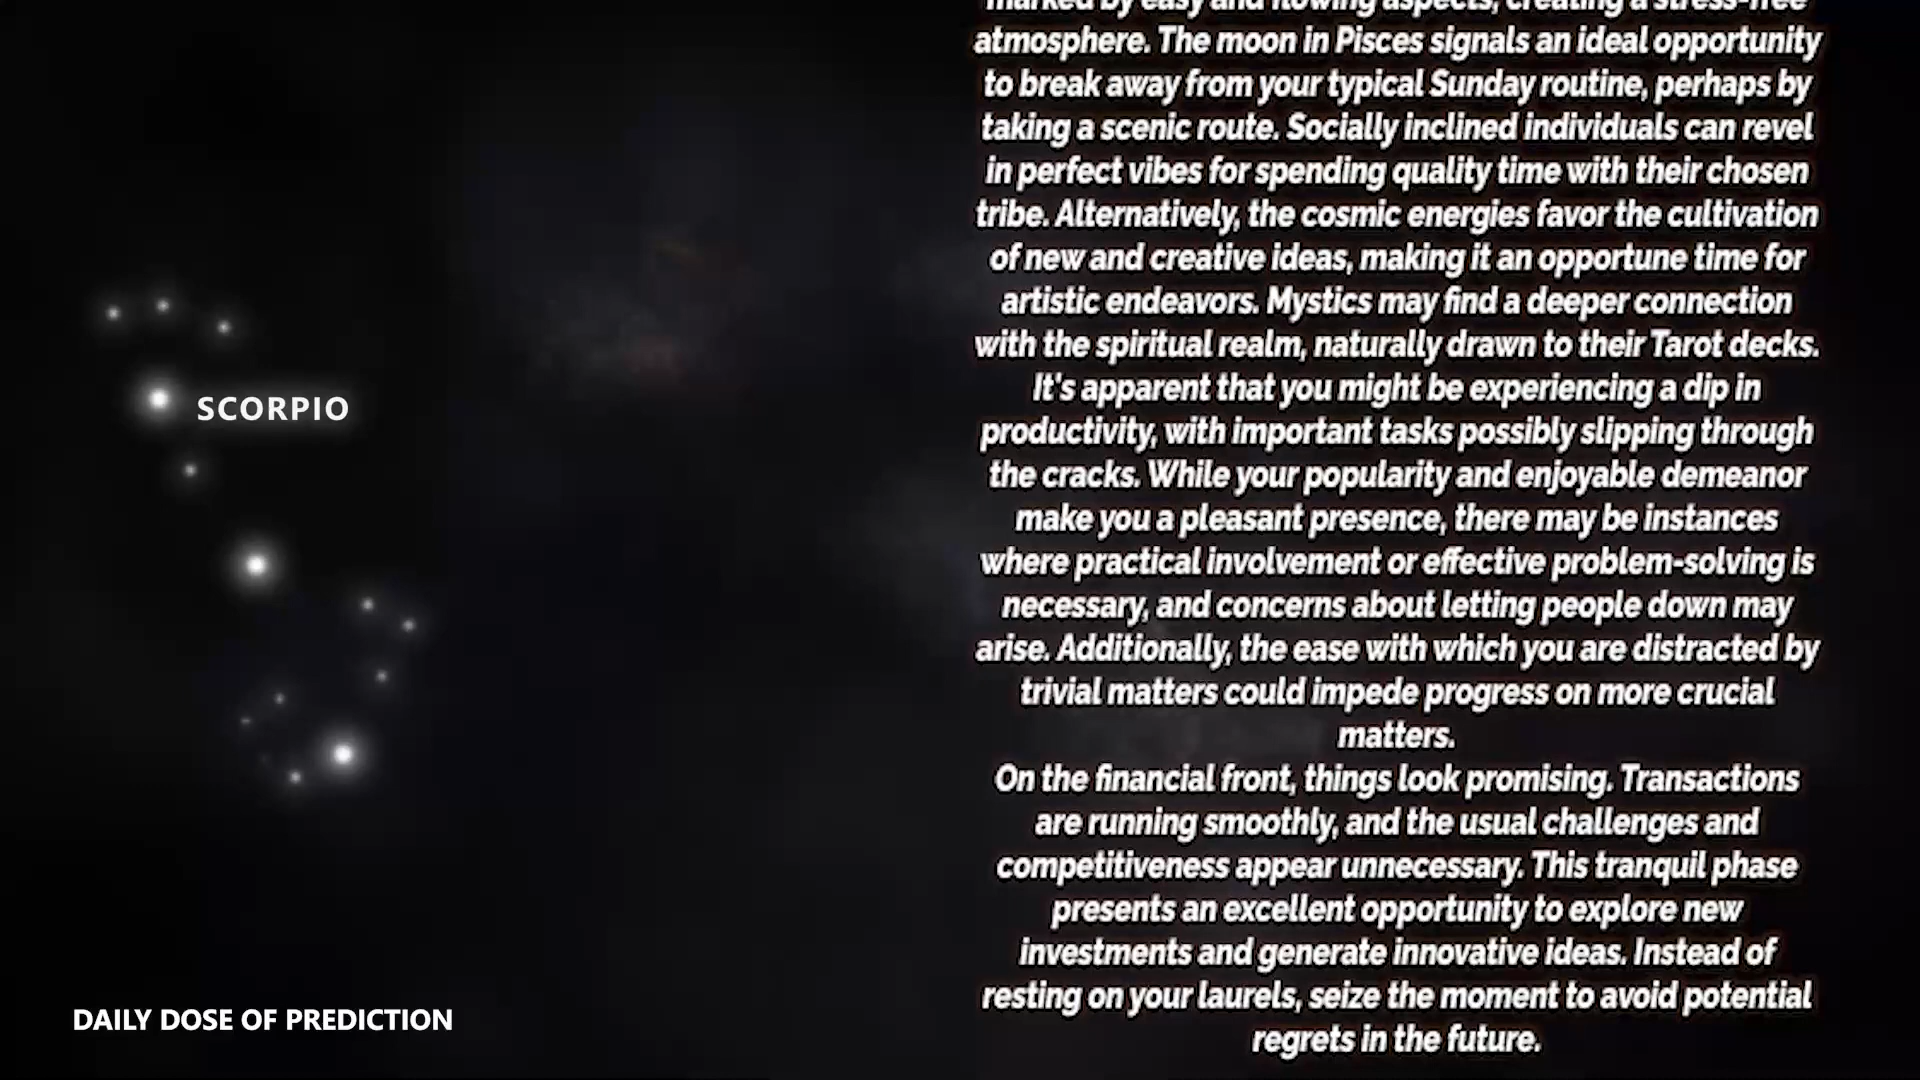 marked by easy and flowing aspects, creating a stress-free
atmosphere. The moon in Pisces signals an ideal opportunity
to break away from your typical Sunday routine, perhaps by
taking a scenic route. Socially inclined individuals can revel
in perfect vibes for spending quality time with their chosen
tribe. Alternatively, the cosmic energies favor the cultivation
of new and creative ideas, making it an opportune time for
artistic endeavors. Mystics may find a deeper connection
with the spiritual realm, naturally drawn to their Tarot decks.
It's apparent that you might be experiencing a dip in
productivity, with important tasks possibly slipping through
the cracks. While your popularity and enjoyable demeanor
make you a pleasant presence, there may be instances
where practical involvement or effective problem-solving is
necessary, and concerns about letting people down may
arise. Additionally, the ease with which you are distracted by
trivial matters could impede progress on more crucial
matters.
On the financial front, things look promising. Transactions
are running smoothly, and the usual challenges and
competitiveness appear unnecessary. This tranquil phase
presents an excellent opportunity to explore new
investments and generate innovative ideas. Instead of
resting on your laurels, seize the moment to avoid potential
regrets in the future.
SCORPIO
DAILY DOSE OF PREDICTION